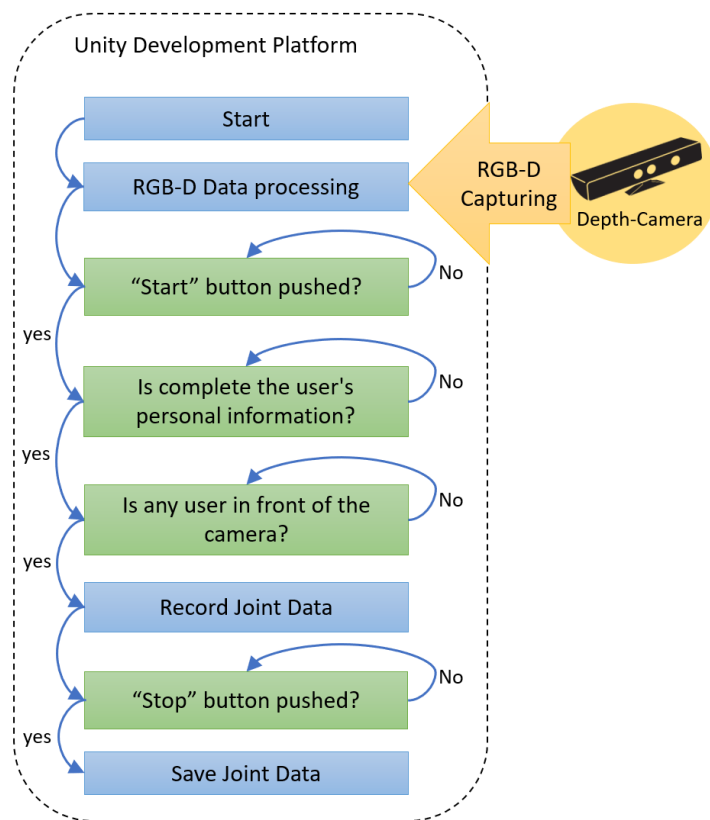 Unity Development Platform
Start
RGB-D Data processing
RGB-D
Capturing
Depth-Camera
“Start” button pushed?
No
yes
Is complete the user's
personal information?
No
yes
Is any user in front of the
camera?
No
yes
Record Joint Data
“Stop” button pushed?
No
yes
Save Joint Data